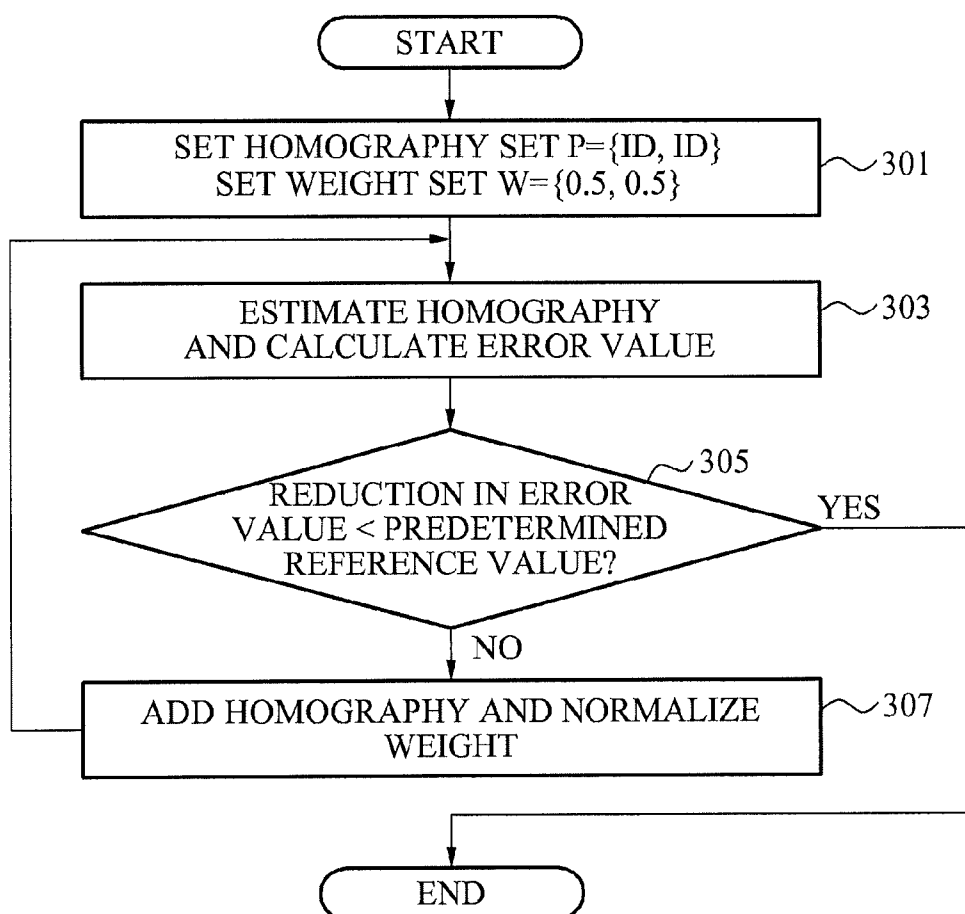 START
SET HOMOGRAPHY SET P={ID, ID}
SET WEIGHT SET W={0.5, 0.5}
301
ESTIMATE HOMOGRAPHY
AND CALCULATE ERROR VALUE
303
305
REDUCTION IN ERROR
VALUE < PREDETERMINED
REFERENCE VALUE?
YES
NO
ADD HOMOGRAPHY AND NORMALIZE
WEIGHT
307
END